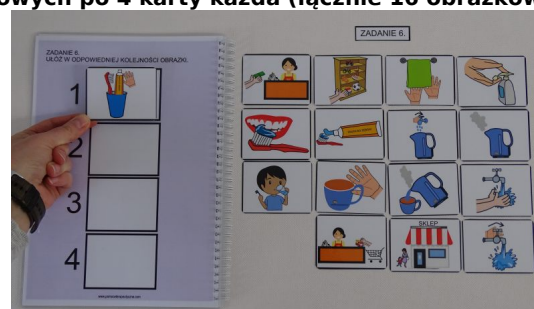 owych po 4 karty każda (łącznie 16 obrazków
ZADANIE 6.
ZADANIE 6.
UŁÓŻ W ODPOWIEDNIEJ KOLEJNOŚCI OBRAZKI.
1
2
3
4
SKLEP